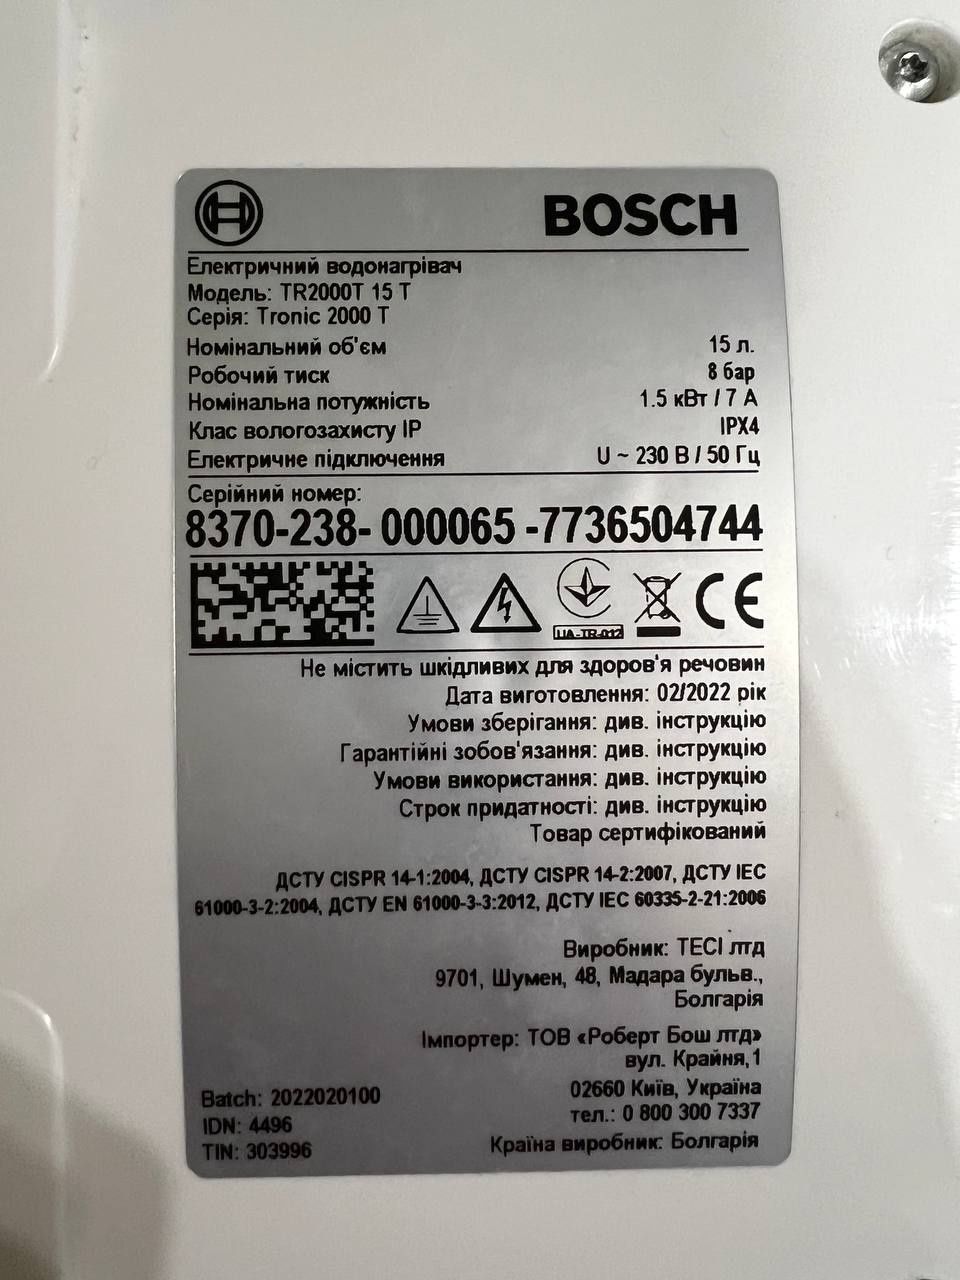 BOSCH
Електричний водонагрівач
Модель: TR2000T 15 T
Серія: Tronic 2000 T
Номінальний об'єм 15 л.
Робочий тиск 8 бар
Номінальна потужність 1.5 кВт / 7 А
Клас вологозахисту IP IPX4
Електричне підключення U ~ 230 В / 50 Гц
Серійний номер:
8370-238- 000065 -7736504744
UA-TR-012
CE
Не містить шкідливих для здоров'я речовин
Дата виготовлення: 02/2022 рік
Умови зберігання: див. інструкцію
Гарантійні зобов'язання: див. інструкцію
Умови використання: див. інструкцію
Строк придатності: див. інструкцію
Товар сертифікований
ДСТУ CISPR 14-1:2004, ДСТУ CISPR 14-2:2007, ДСТУ IEC
61000-3-2:2004, ДСТУ EN 61000-3-3:2012, ДСТУ IEC 60335-2-21:2006
Виробник: ТЕСІ лтд
9701, Шумен, 48, Мадара бульв.,
Болгарія
Імпортер: ТОВ «Роберт Бош лтд»
вул. Крайня,1
02660 Київ, Україна
тел.: 0 800 300 7337
Країна виробник: Болгарія
Batch: 2022020100
IDN: 4496
TIN: 303996